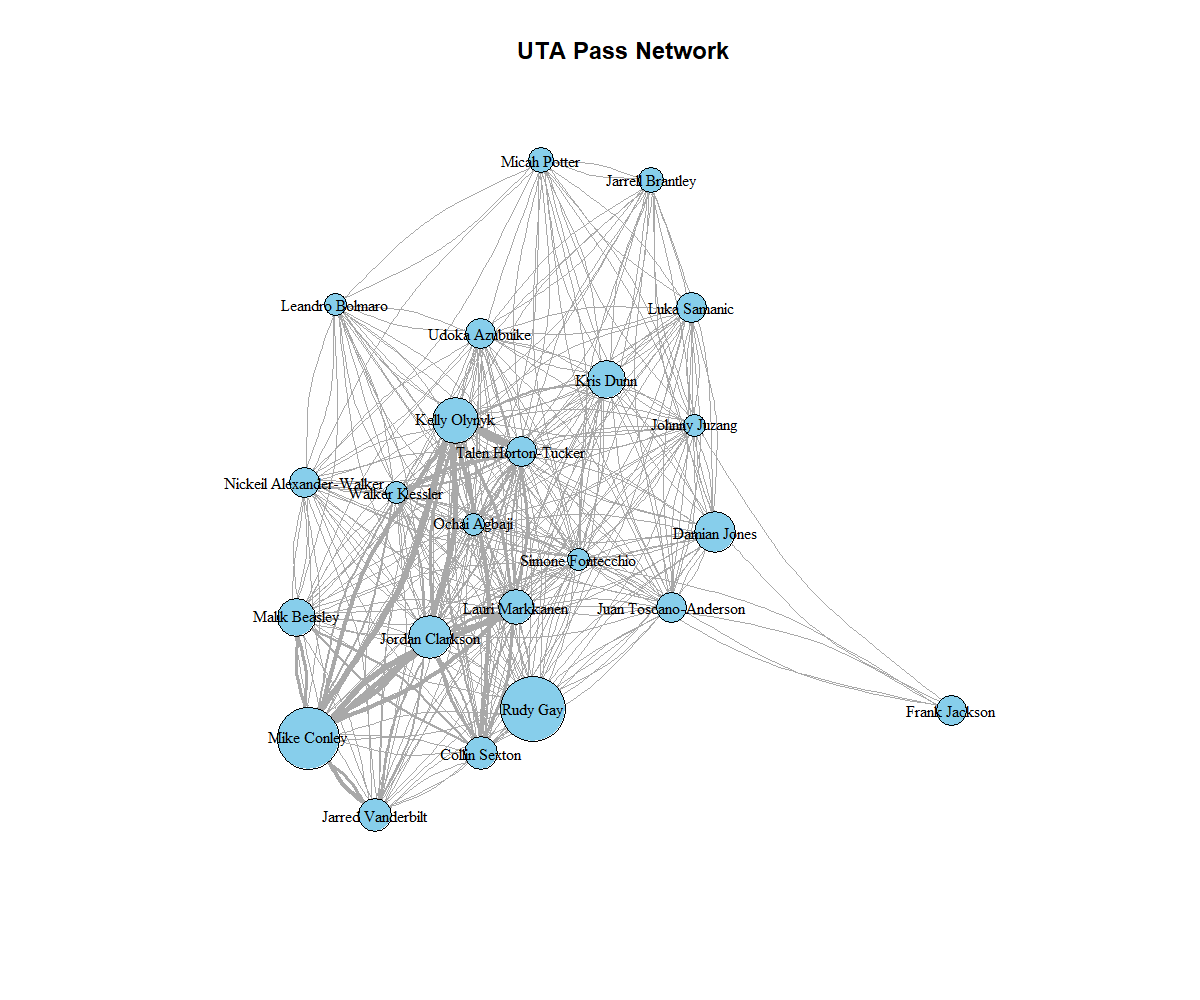 UTA Pass Network
Micah Potter
Jarrell Brantley
Leandro Bolmaro
Luka Samanic
Udoka Azubuike
Kris Dunn
Kelly Olynyk
Johnny Juzang
Talen Horton-Tucker
Nickeil Alexander-Walker
Walker Kessler
Ochai Agbaji
Damian Jones
Simone Fontecchio
Lauri Markkanen
Juan Toscano-Anderson
Malik Beasley
Jordan Clarkson
Rudy Gay
Frank Jackson
Mike Conley
Collin Sexton
Jarred Vanderbilt